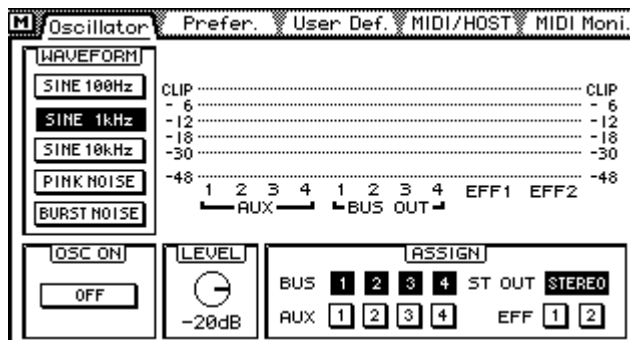 M Oscillator Prefer. User Def. MIDI/HOST MIDI Moni.
WAVEFORM
SINE 100Hz
SINE 1kHz
SINE 10kHz
PINK NOISE
BURST NOISE
CLIP CLIP
- 6 - 6
-12 -12
-18 -18
-30 -30
-48 -48
1 2 3 4 1 2 3 4 EFF1 EFF2
AUX BUS OUT
OSC ON
OFF
LEVEL
-20dB
ASSIGN
BUS 1 2 3 4 ST OUT STEREO
AUX 1 2 3 4 EFF 1 2